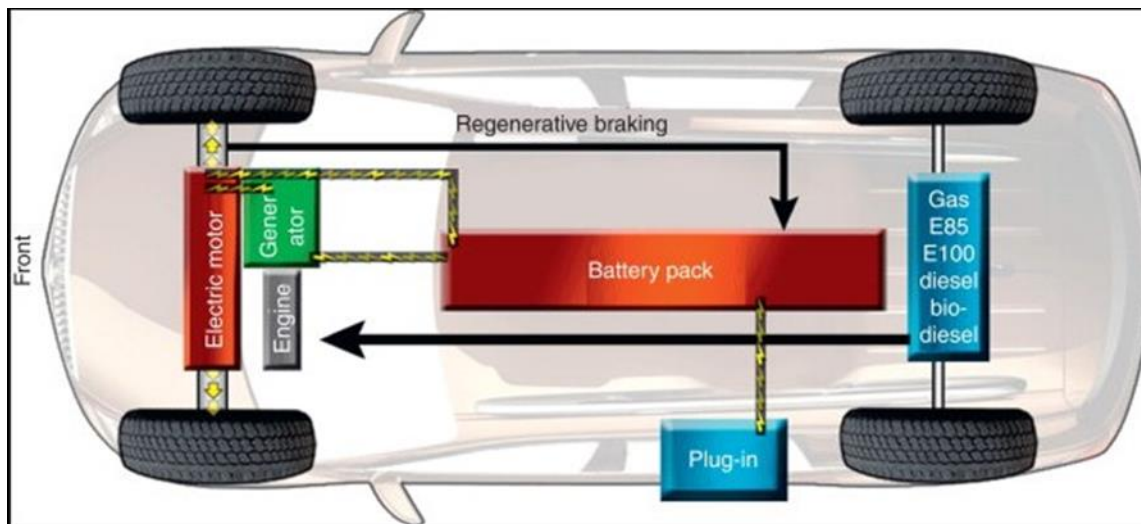 Front
Regenerative braking
Electric motor
Gener
ator
Engine
Battery pack
Gas
E85
E100
diesel
bio-
diesel
Plug-in